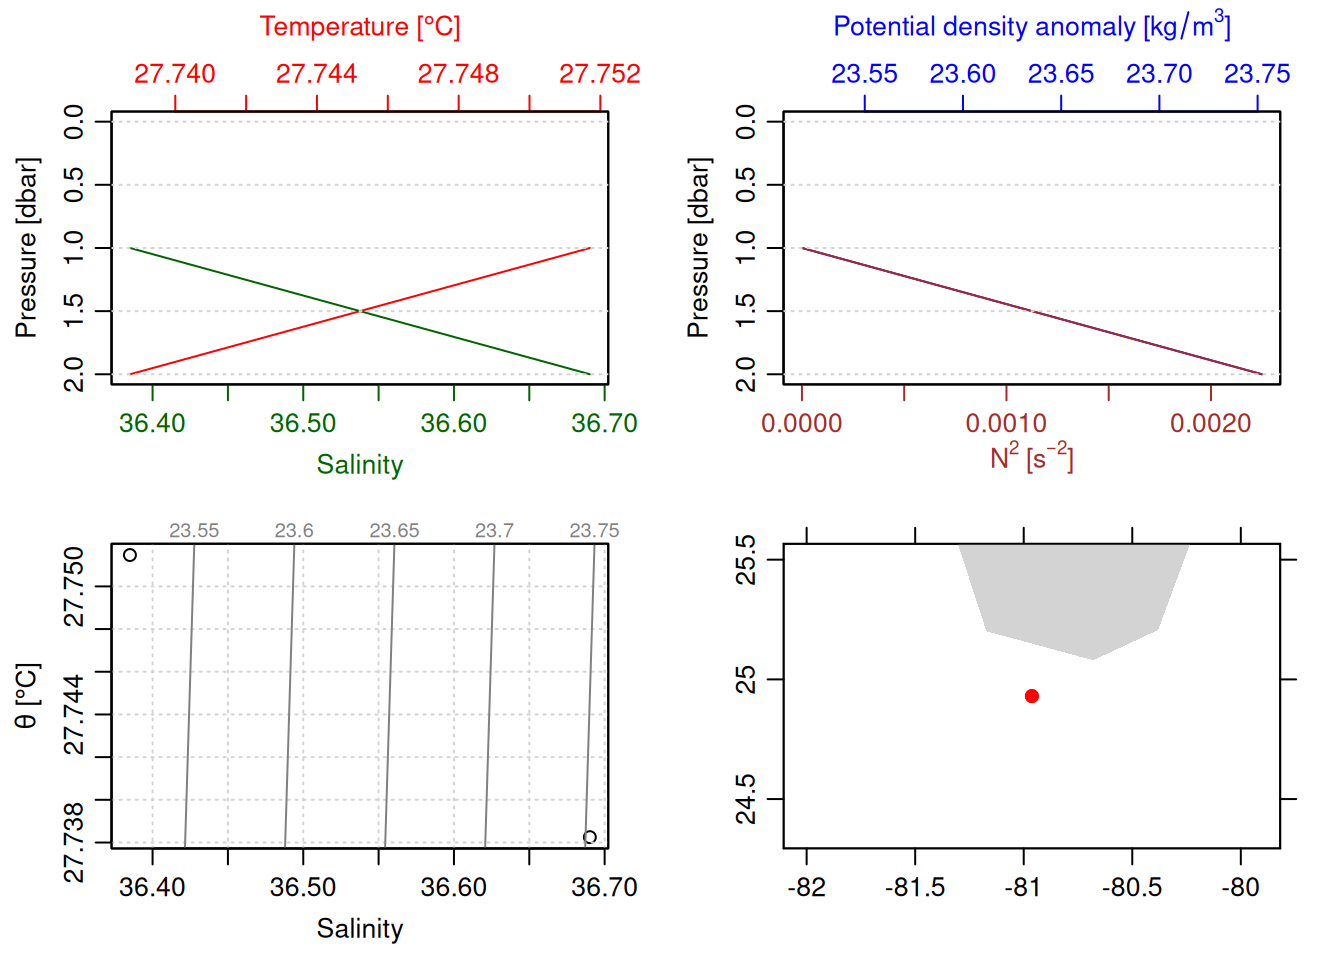 Temperature [°C]
27.740 27.744 27.748 27.752
0.0
0.5
1.0
1.5
2.0
Pressure [dbar]
36.40 36.50 36.60 36.70
Salinity
Potential density anomaly [kg/m³]
23.55 23.60 23.65 23.70 23.75
0.0
0.5
1.0
1.5
2.0
Pressure [dbar]
0.0000 0.0010 0.0020
N² [s⁻²]
23.55 23.6 23.65 23.7 23.75
27.750
27.744
27.738
θ [°C]
36.40 36.50 36.60 36.70
Salinity
25.5
25
24.5
-82 -81.5 -81 -80.5 -80